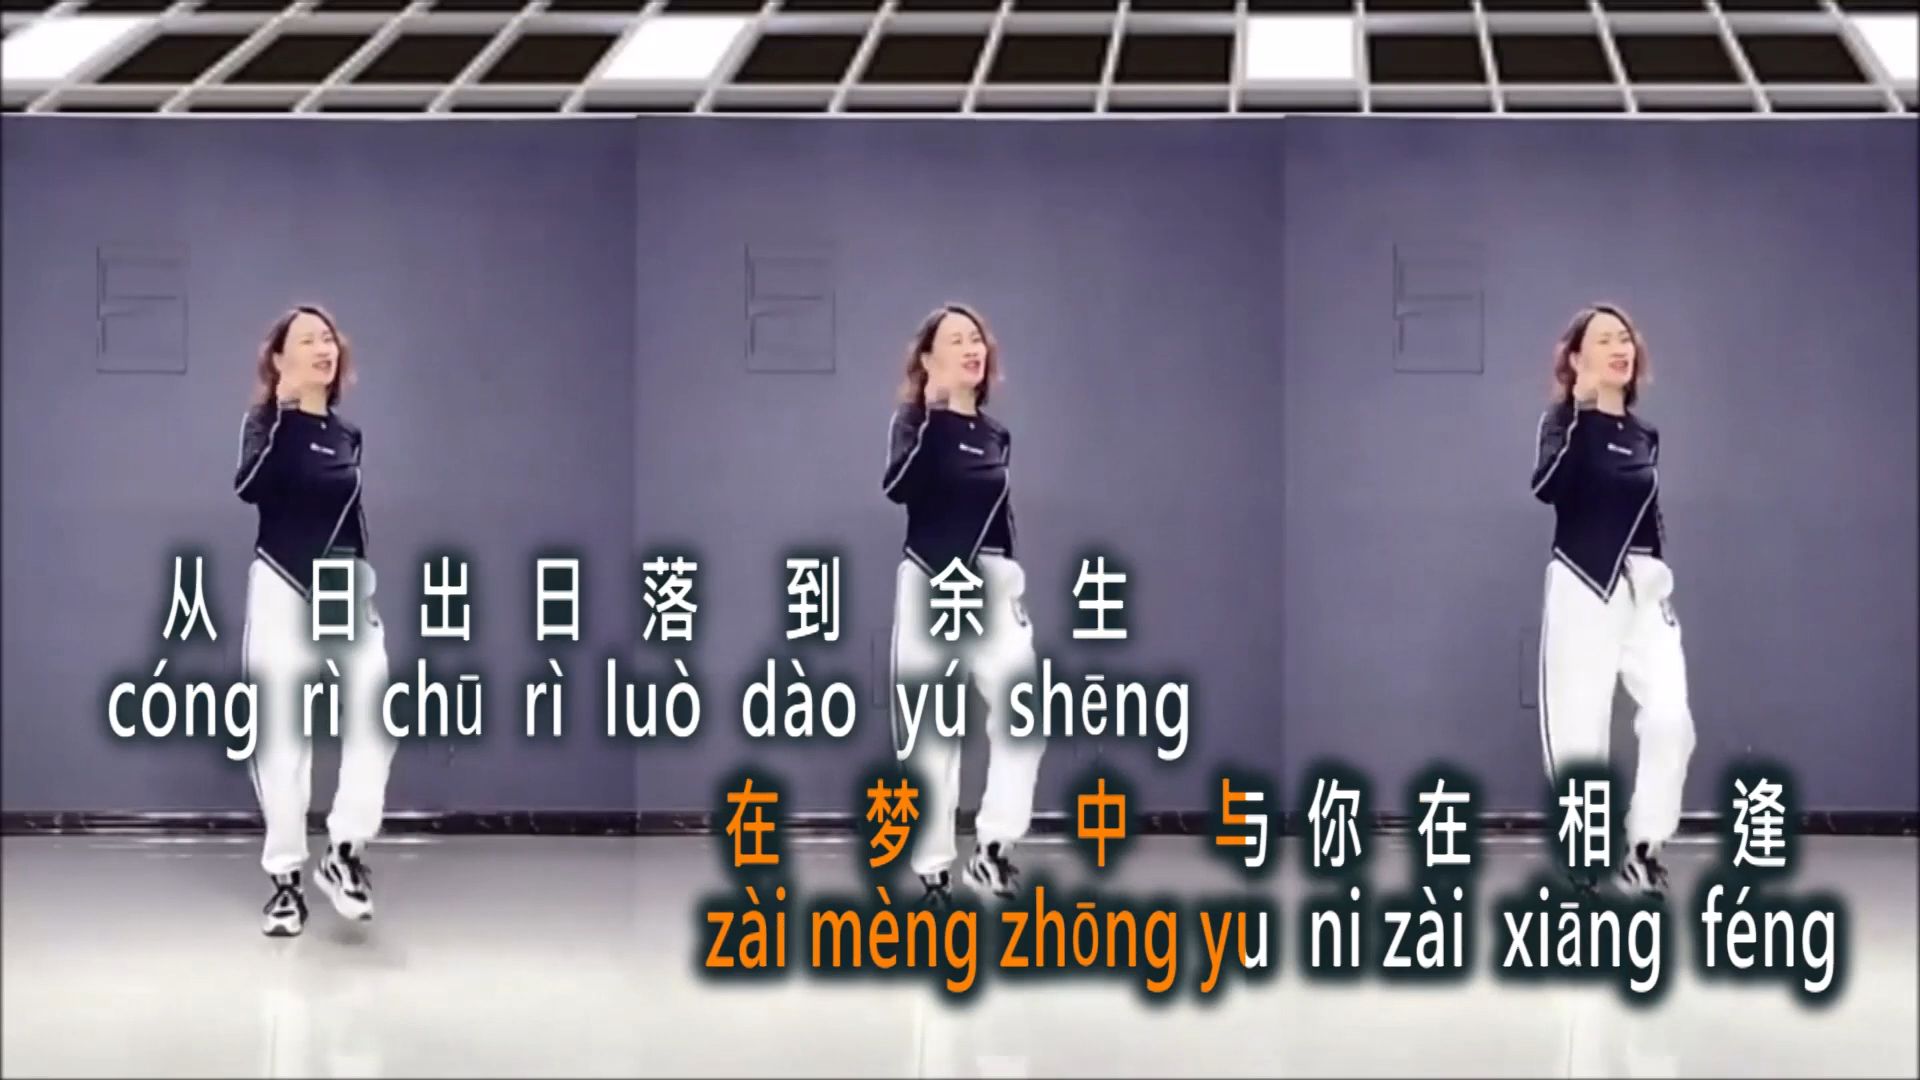 从 日 出 日 落 到 余 生
cóng rì chū rì luò dào yú shēng
在 梦 中 与 你 在 相 逢
zài mèng zhōng yu ni zài xiāng féng